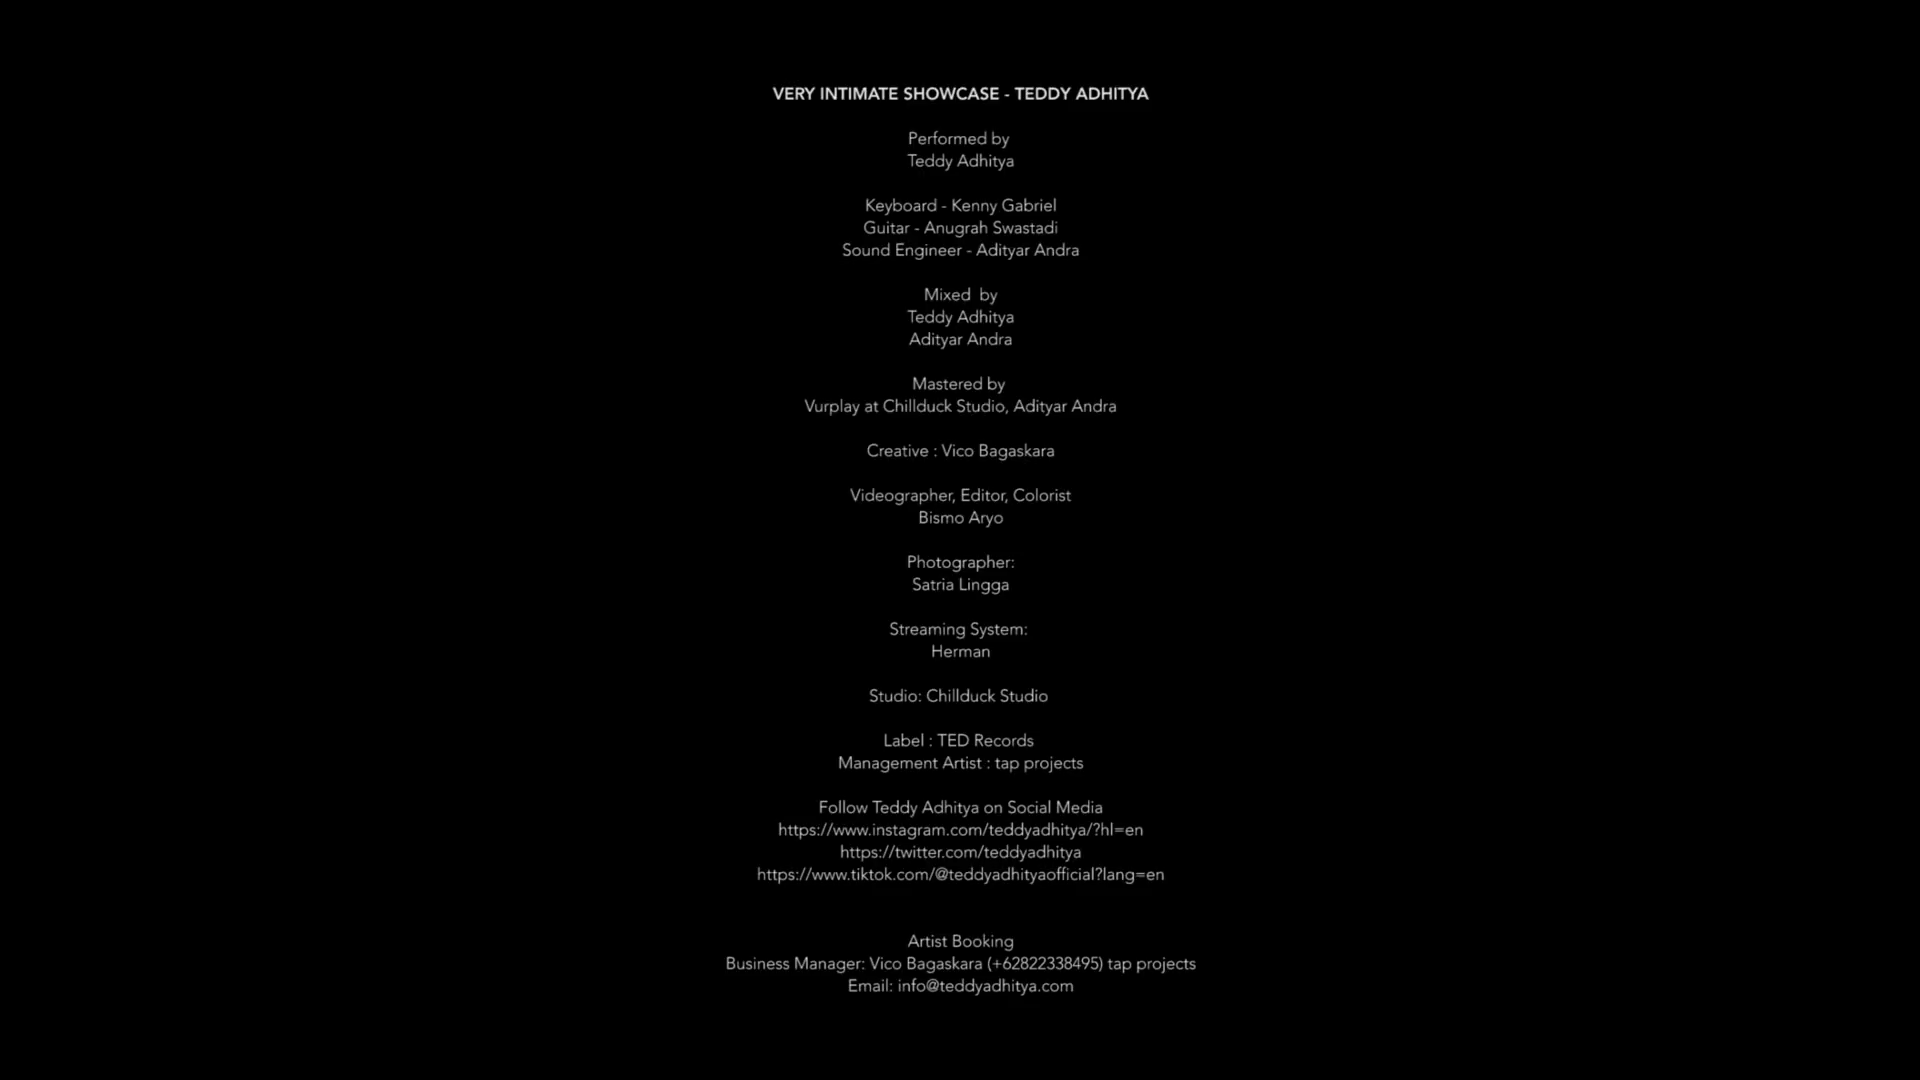 VERY INTIMATE SHOWCASE - TEDDY ADHITYA
Performed by
Teddy Adhitya
Keyboard - Kenny Gabriel
Guitar - Anugrah Swastadi
Sound Engineer - Adityar Andra
Mixed  by
Teddy Adhitya
Adityar Andra
Mastered by
Vurplay at Chillduck Studio, Adityar Andra
Creative : Vico Bagaskara
Videographer, Editor, Colorist
Bismo Aryo
Photographer:
Satria Lingga
Streaming System:
Herman
Studio: Chillduck Studio
Label : TED Records
Management Artist : tap projects
Follow Teddy Adhitya on Social Media
https://www.instagram.com/teddyadhitya/?hl=en
https://twitter.com/teddyadhitya
https://www.tiktok.com/@teddyadhityaofficial?lang=en
Artist Booking
Business Manager: Vico Bagaskara (+62822338495) tap projects
Email: info@teddyadhitya.com